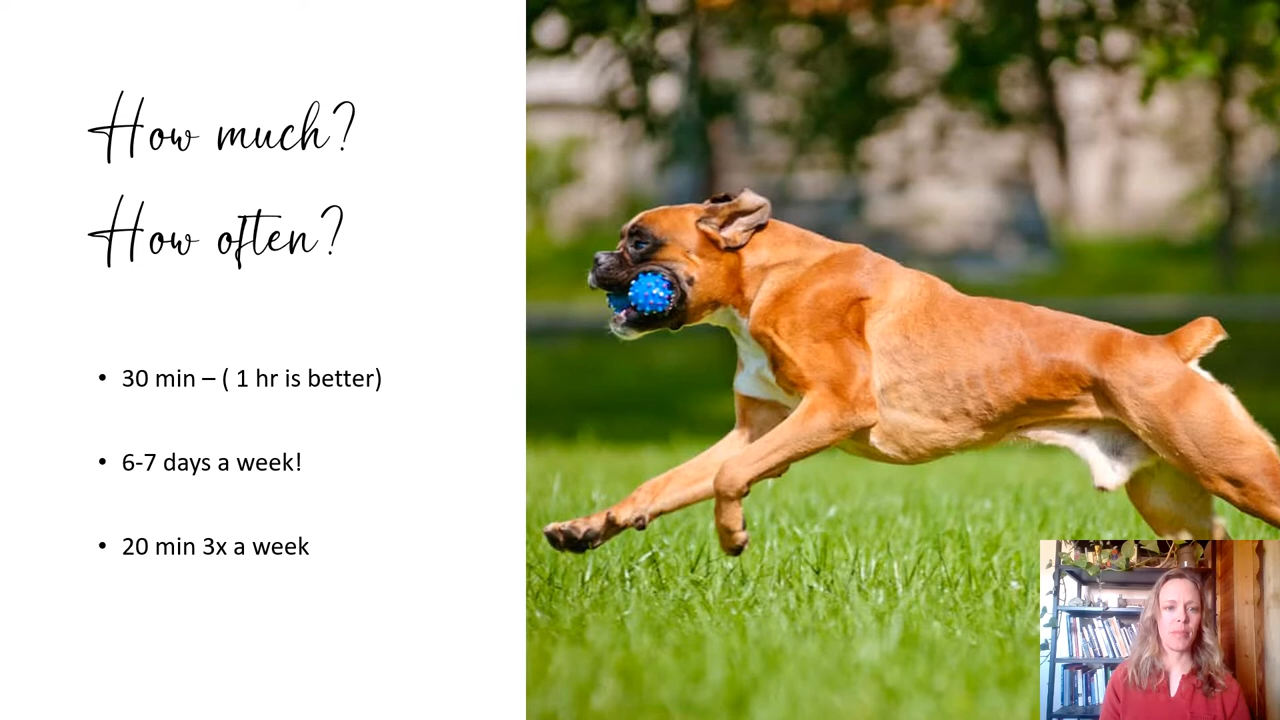 How much?
How often?
• 30 min – ( 1 hr is better)
• 6-7 days a week!
• 20 min 3x a week